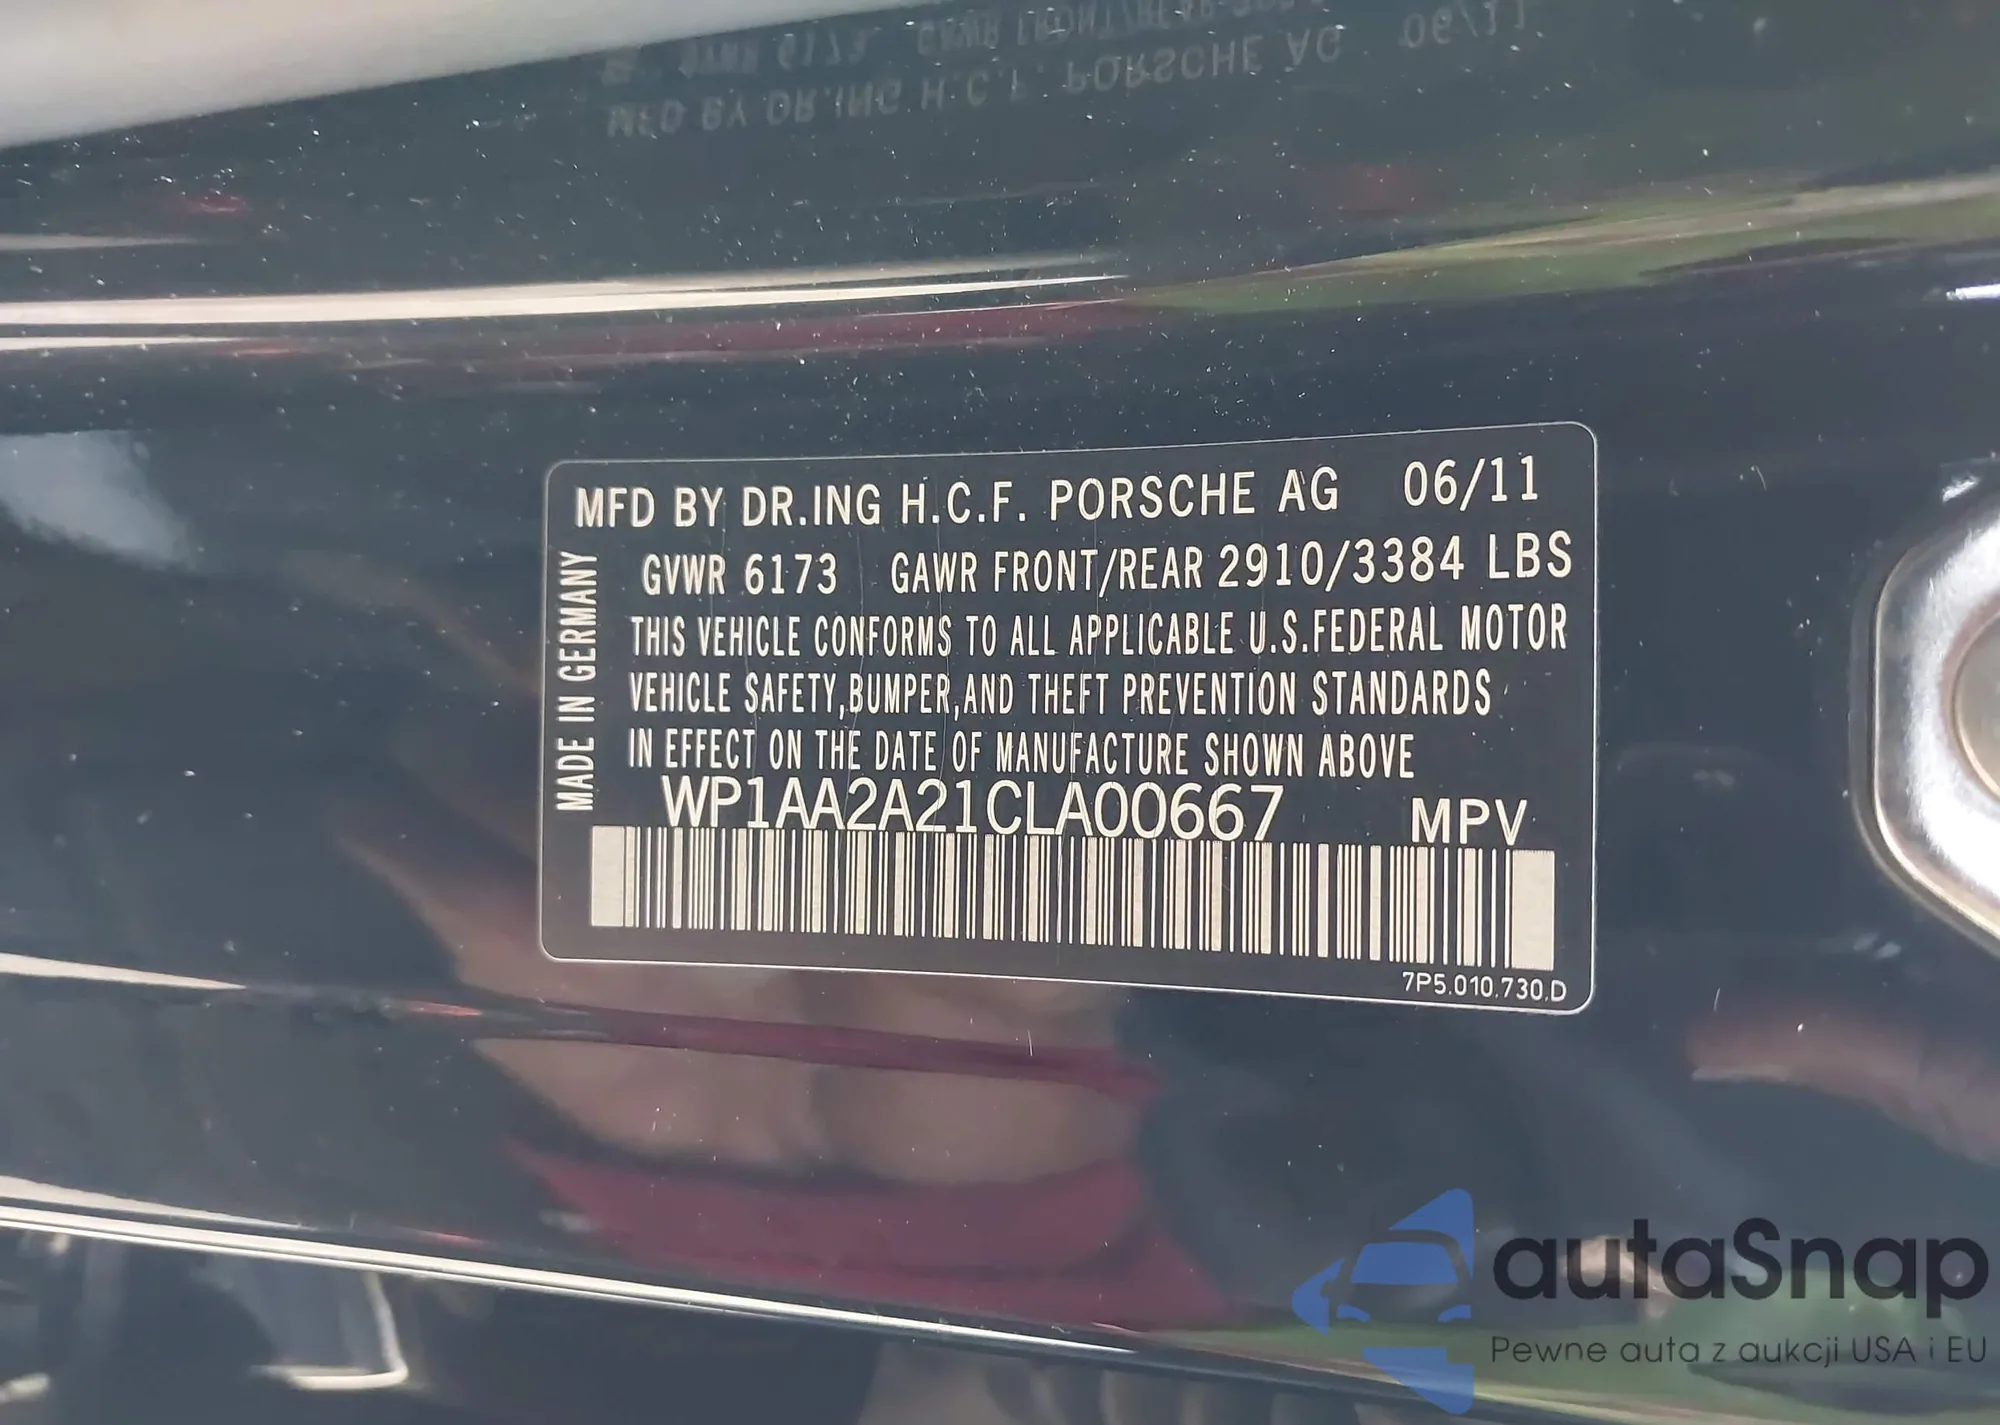 MFD BY DR.ING H.C.F. PORSCHE AG 06/11
GVWR 6173 GAWR FRONT/REAR 2910/3384 LBS
THIS VEHICLE CONFORMS TO ALL APPLICABLE U.S.FEDERAL MOTOR
VEHICLE SAFETY,BUMPER,AND THEFT PREVENTION STANDARDS
IN EFFECT ON THE DATE OF MANUFACTURE SHOWN ABOVE
WP1AA2A21CLA00667 MPV
MADE IN GERMANY
7P5.010.730.D
autaSnap
Pewne auta z aukcji USA i EU